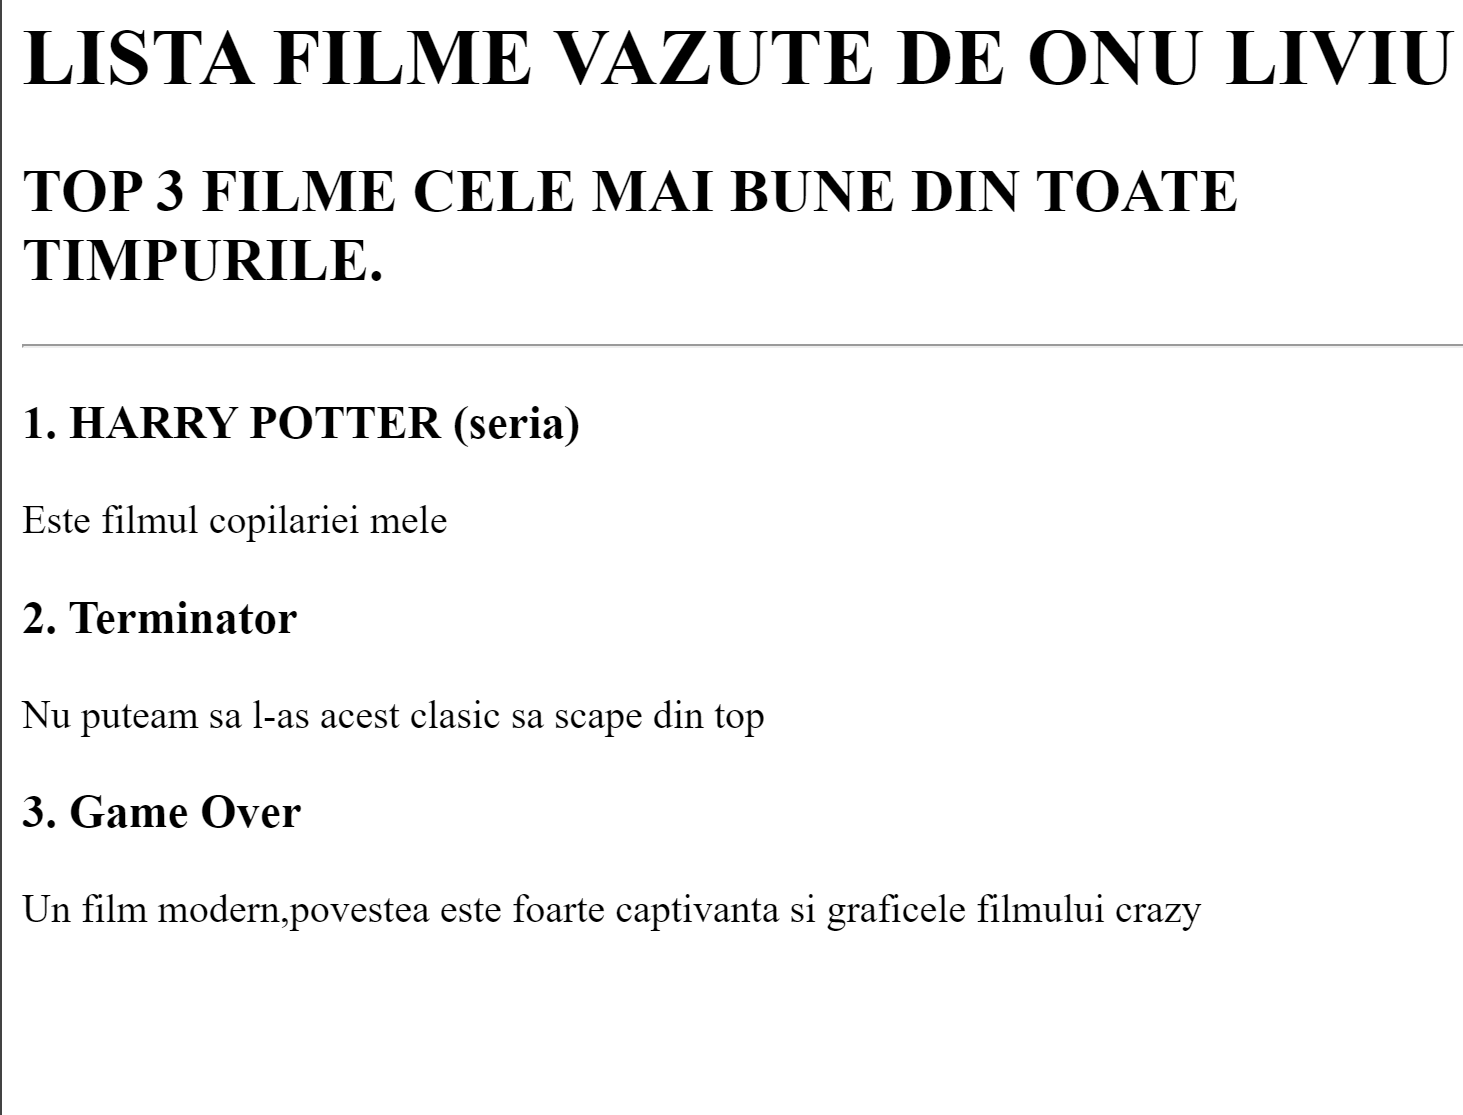 LISTA FILME VAZUTE DE ONU LIVIU
TOP 3 FILME CELE MAI BUNE DIN TOATE
TIMPURILE.
1. HARRY POTTER (seria)
Este filmul copilariei mele
2. Terminator
Nu puteam sa l-as acest clasic sa scape din top
3. Game Over
Un film modern,povestea este foarte captivanta si graficele filmului crazy